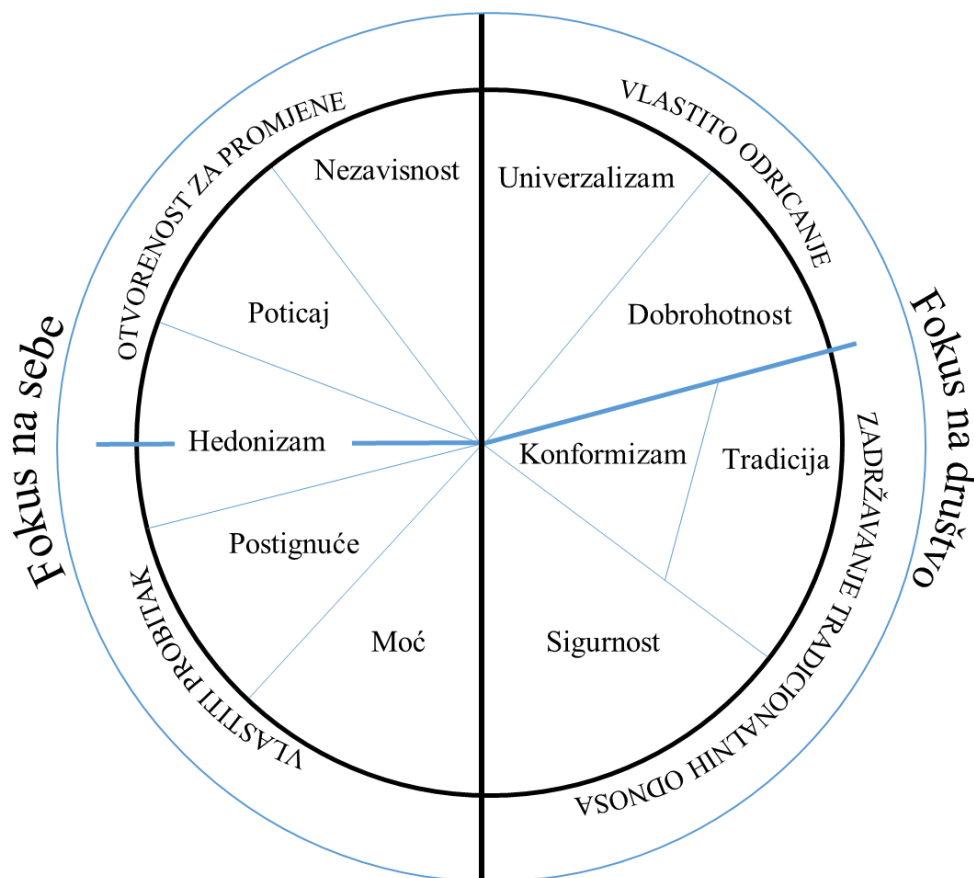 OTVORENOST ZA PROMJENE
VLASTITO ODRICANJE
Nezavisnost
Univerzalizam
Poticaj
Dobrohotnost
Fokus na sebe
Fokus na društvo
Hedonizam
Konformizam
Tradicija
Postignuće
Moć
Sigurnost
VLASTITI PROBITAK
ZADRŽAVANJE TRADICIONALNIH ODNOSA